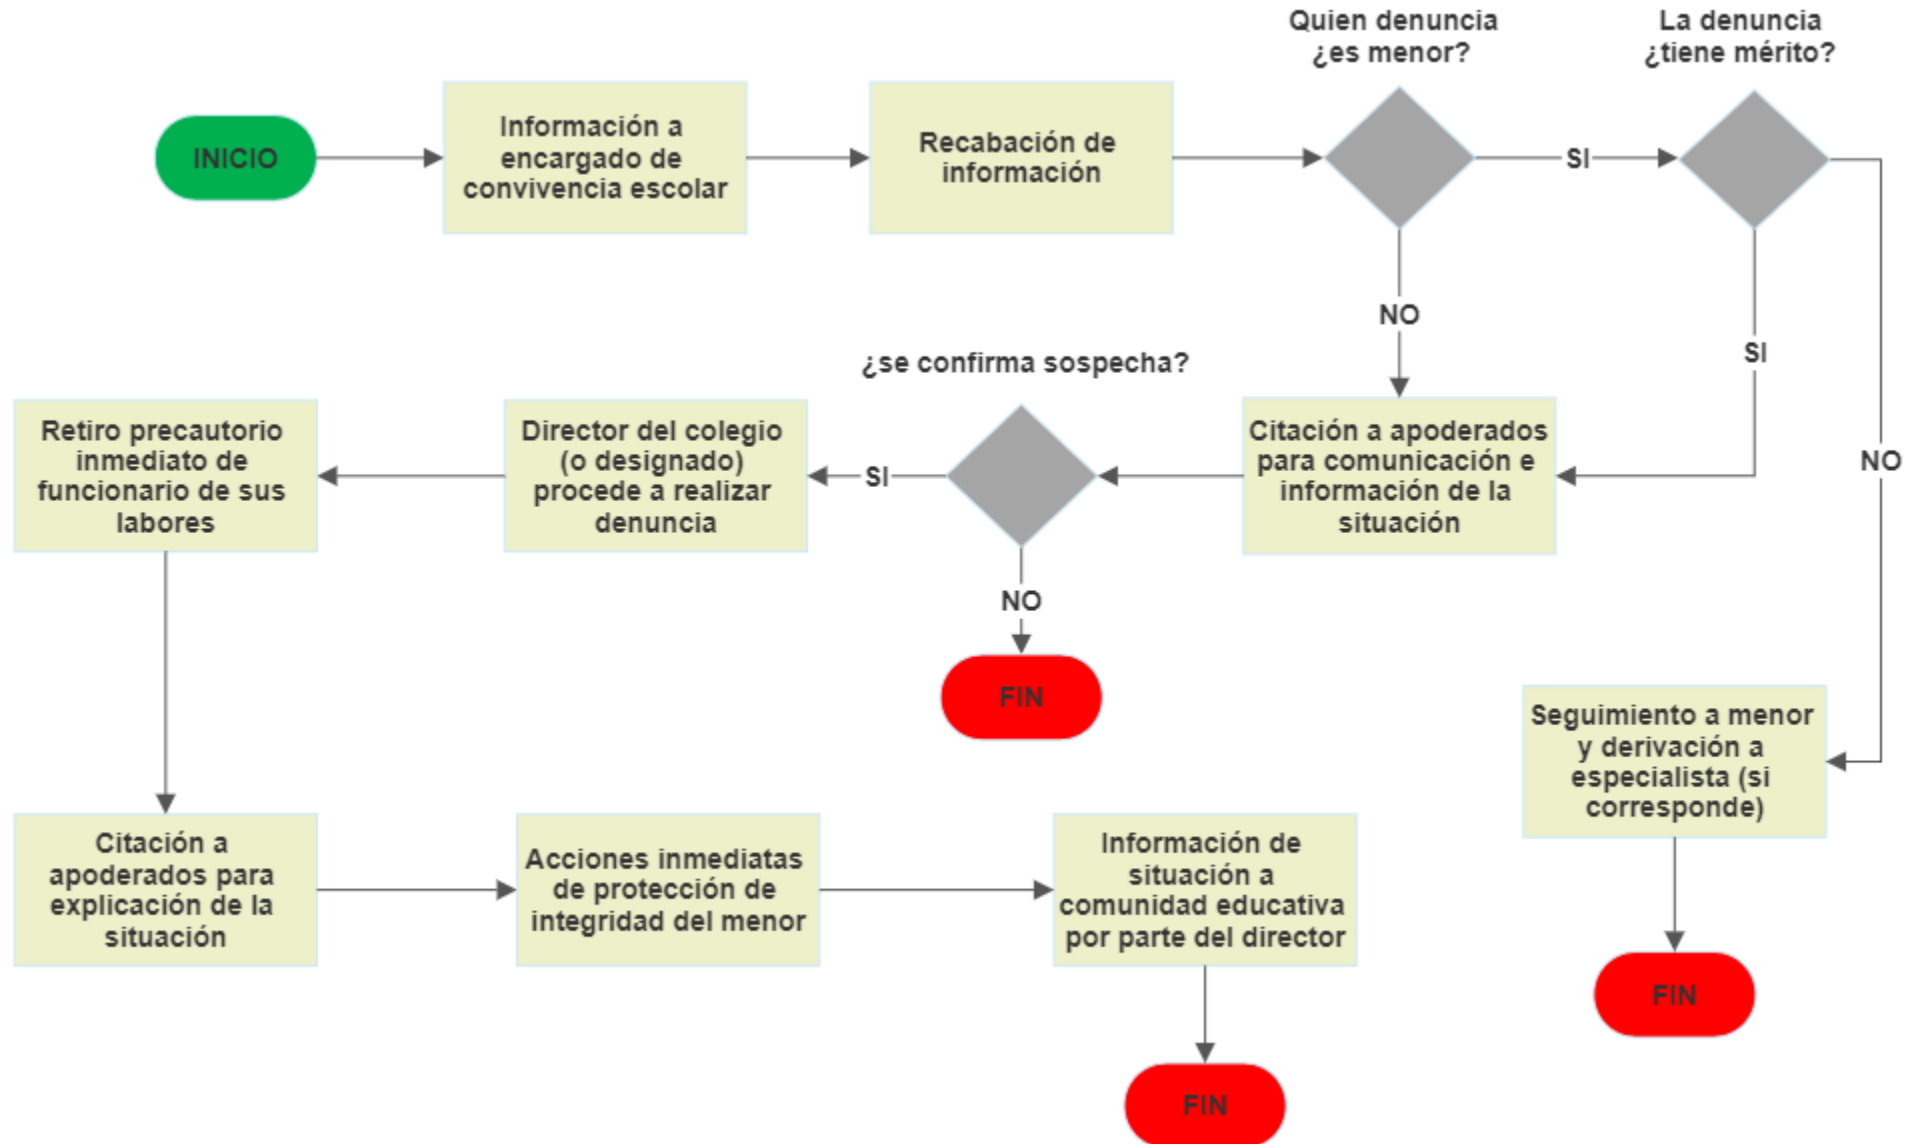 Quien denuncia
¿es menor?
La denuncia
¿tiene mérito?
INICIO
Información a
encargado de
convivencia escolar
Recabación de
información
SI
NO
SI
NO
¿se confirma sospecha?
Retiro precautorio
inmediato de
funcionario de sus
labores
Director del colegio
(o designado)
procede a realizar
denuncia
SI
Citación a apoderados
para comunicación e
información de la
situación
NO
FIN
Seguimiento a menor
y derivación a
especialista (si
corresponde)
Citación a
apoderados para
explicación de la
situación
Acciones inmediatas
de protección de
integridad del menor
Información de
situación a
comunidad educativa
por parte del director
FIN
FIN